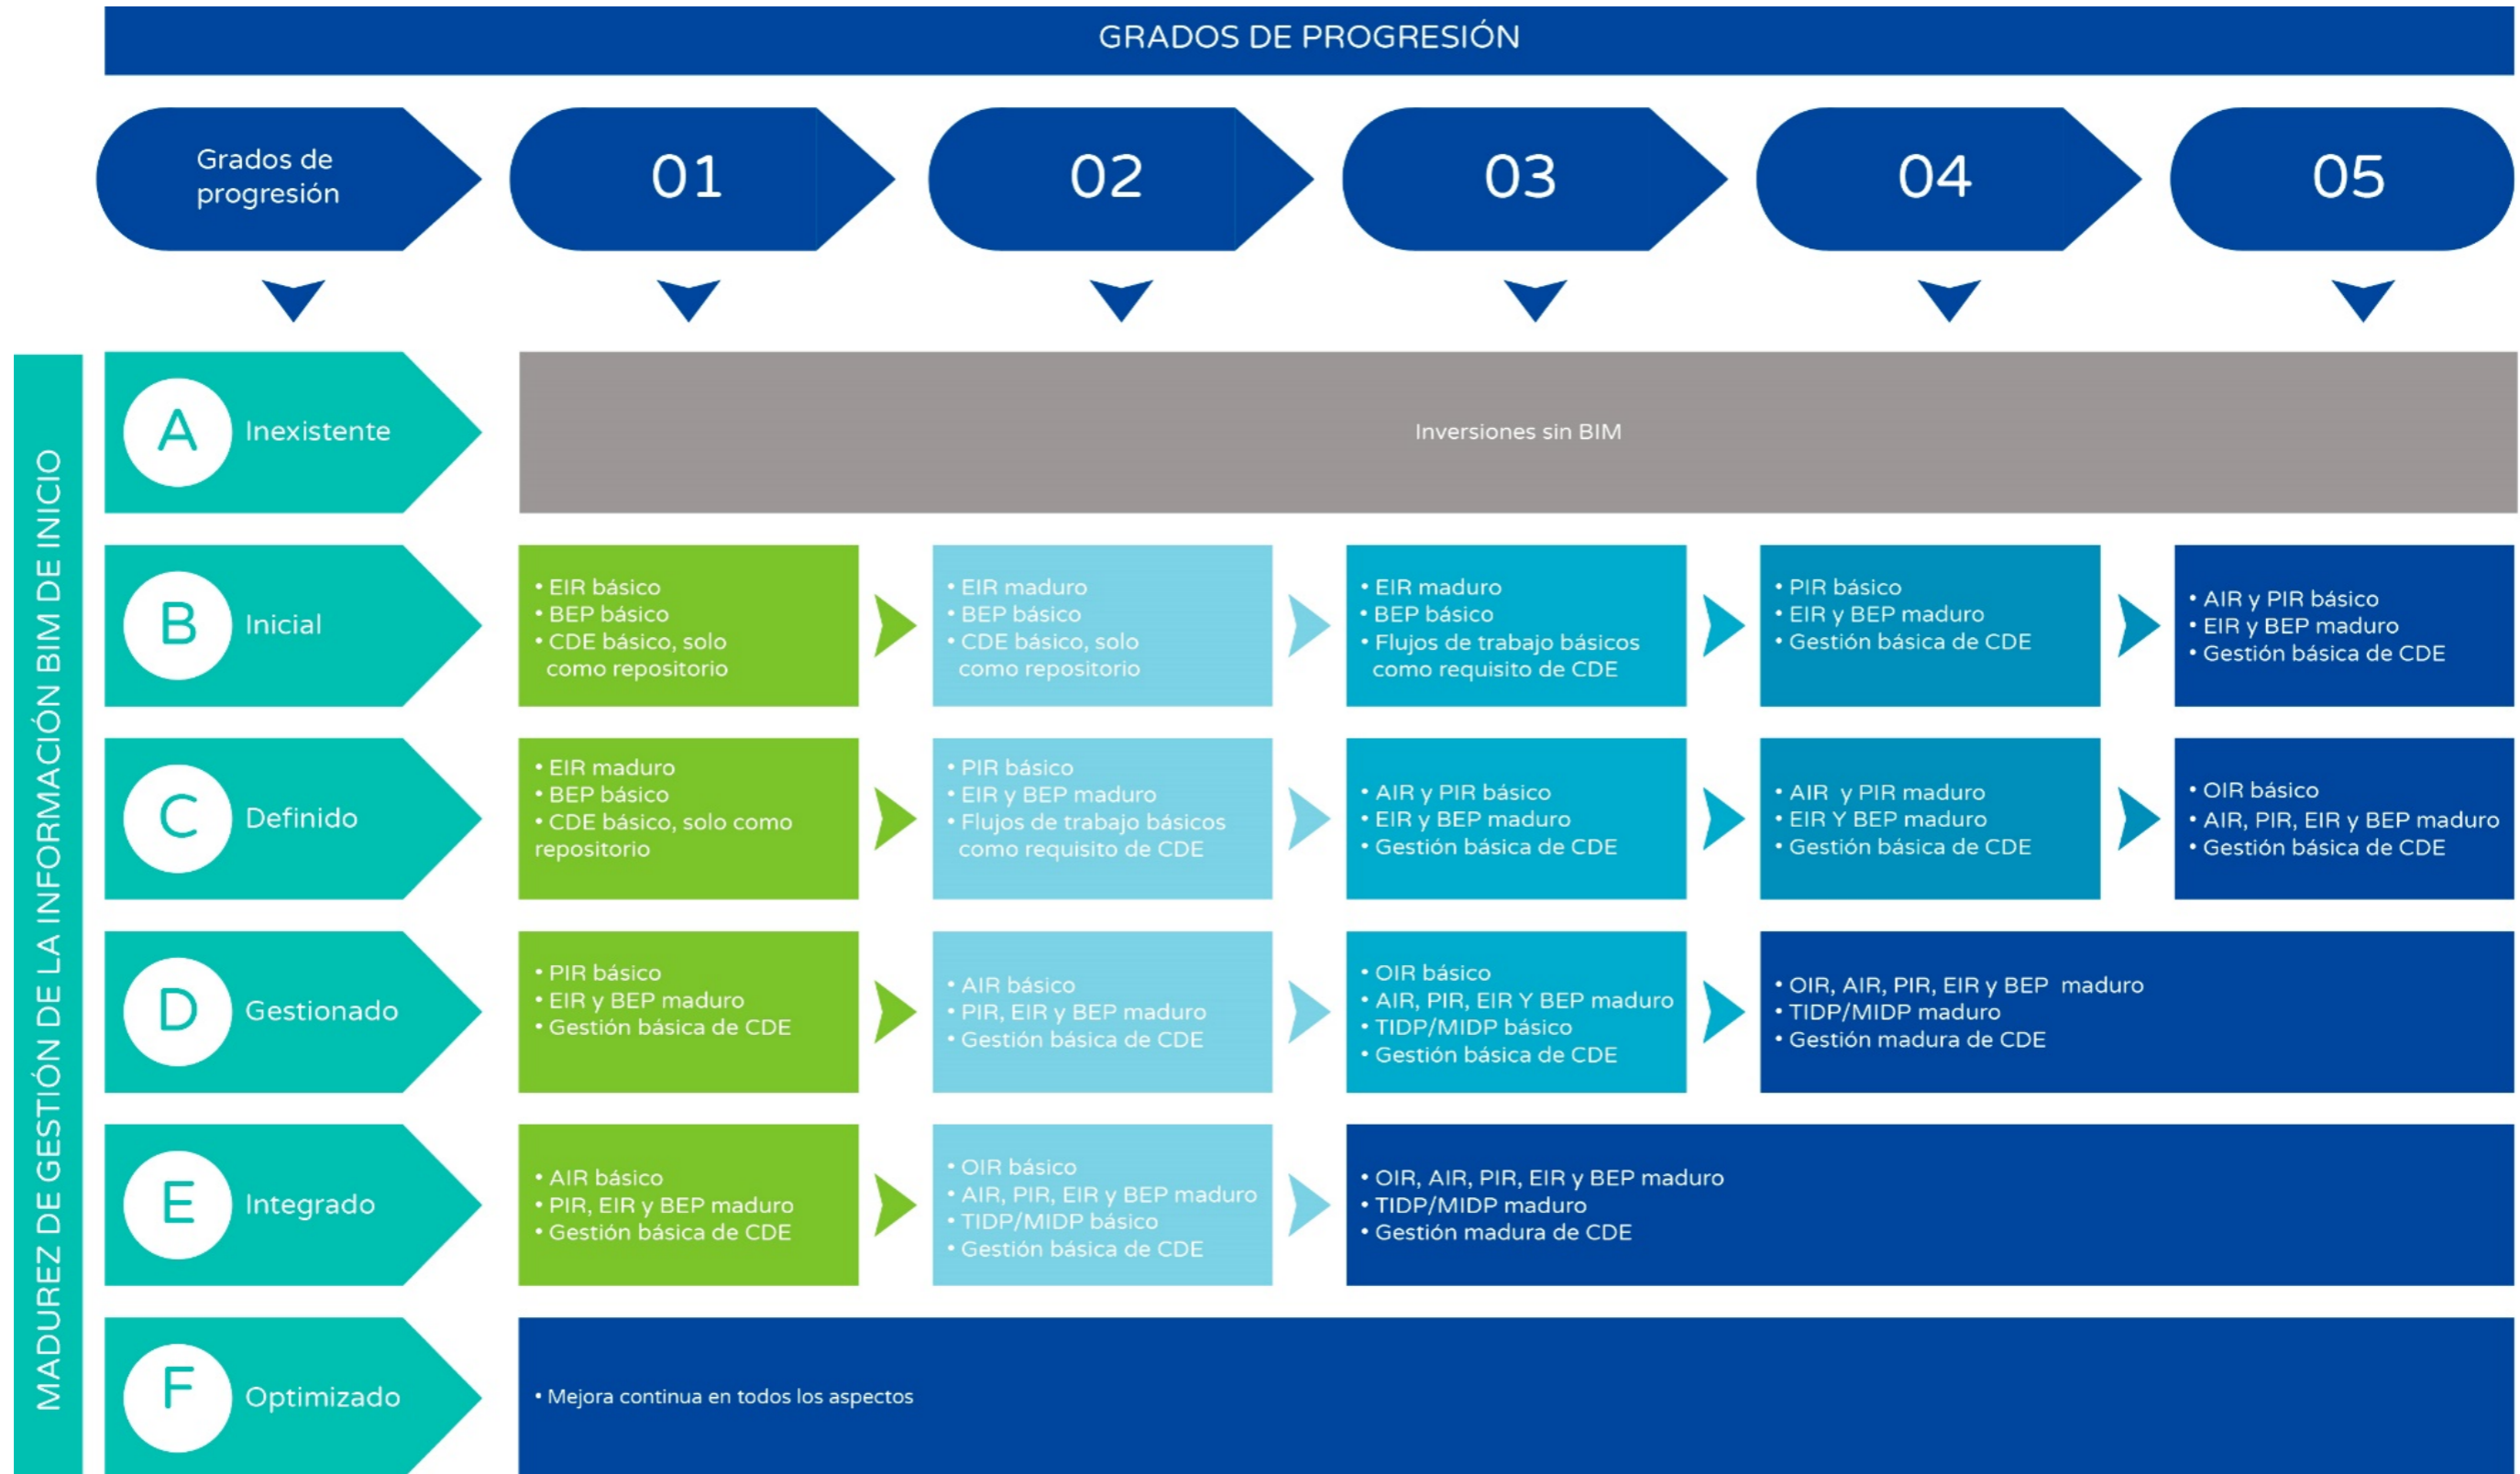 GRADOS DE PROGRESIÓN
Grados de
progresión
01
02
03
04
05
MADUREZ DE GESTIÓN DE LA INFORMACIÓN BIM DE INICIO
A
Inexistente
Inversiones sin BIM
B
Inicial
• EIR básico
• BEP básico
• CDE básico, solo
como repositorio
• EIR maduro
• BEP básico
• CDE básico, solo
como repositorio
• EIR maduro
• BEP básico
• Flujos de trabajo básicos
como requisito de CDE
• PIR básico
• EIR y BEP maduro
• Gestión básica de CDE
• AIR y PIR básico
• EIR y BEP maduro
• Gestión básica de CDE
C
Definido
• EIR maduro
• BEP básico
• CDE básico, solo como
repositorio
• PIR básico
• EIR y BEP maduro
• Flujos de trabajo básicos
como requisito de CDE
• AIR y PIR básico
• EIR y BEP maduro
• Gestión básica de CDE
• AIR y PIR maduro
• EIR Y BEP maduro
• Gestión básica de CDE
• OIR básico
• AIR, PIR, EIR y BEP maduro
• Gestión básica de CDE
D
Gestionado
• PIR básico
• EIR y BEP maduro
• Gestión básica de CDE
• AIR básico
• PIR, EIR y BEP maduro
• Gestión básica de CDE
• OIR básico
• AIR, PIR, EIR Y BEP maduro
• TIDP/MIDP básico
• Gestión básica de CDE
• OIR, AIR, PIR, EIR y BEP maduro
• TIDP/MIDP maduro
• Gestión madura de CDE
E
Integrado
• AIR básico
• PIR, EIR y BEP maduro
• Gestión básica de CDE
• OIR básico
• AIR, PIR, EIR y BEP maduro
• TIDP/MIDP básico
• Gestión básica de CDE
• OIR, AIR, PIR, EIR y BEP maduro
• TIDP/MIDP maduro
• Gestión madura de CDE
F
Optimizado
• Mejora continua en todos los aspectos